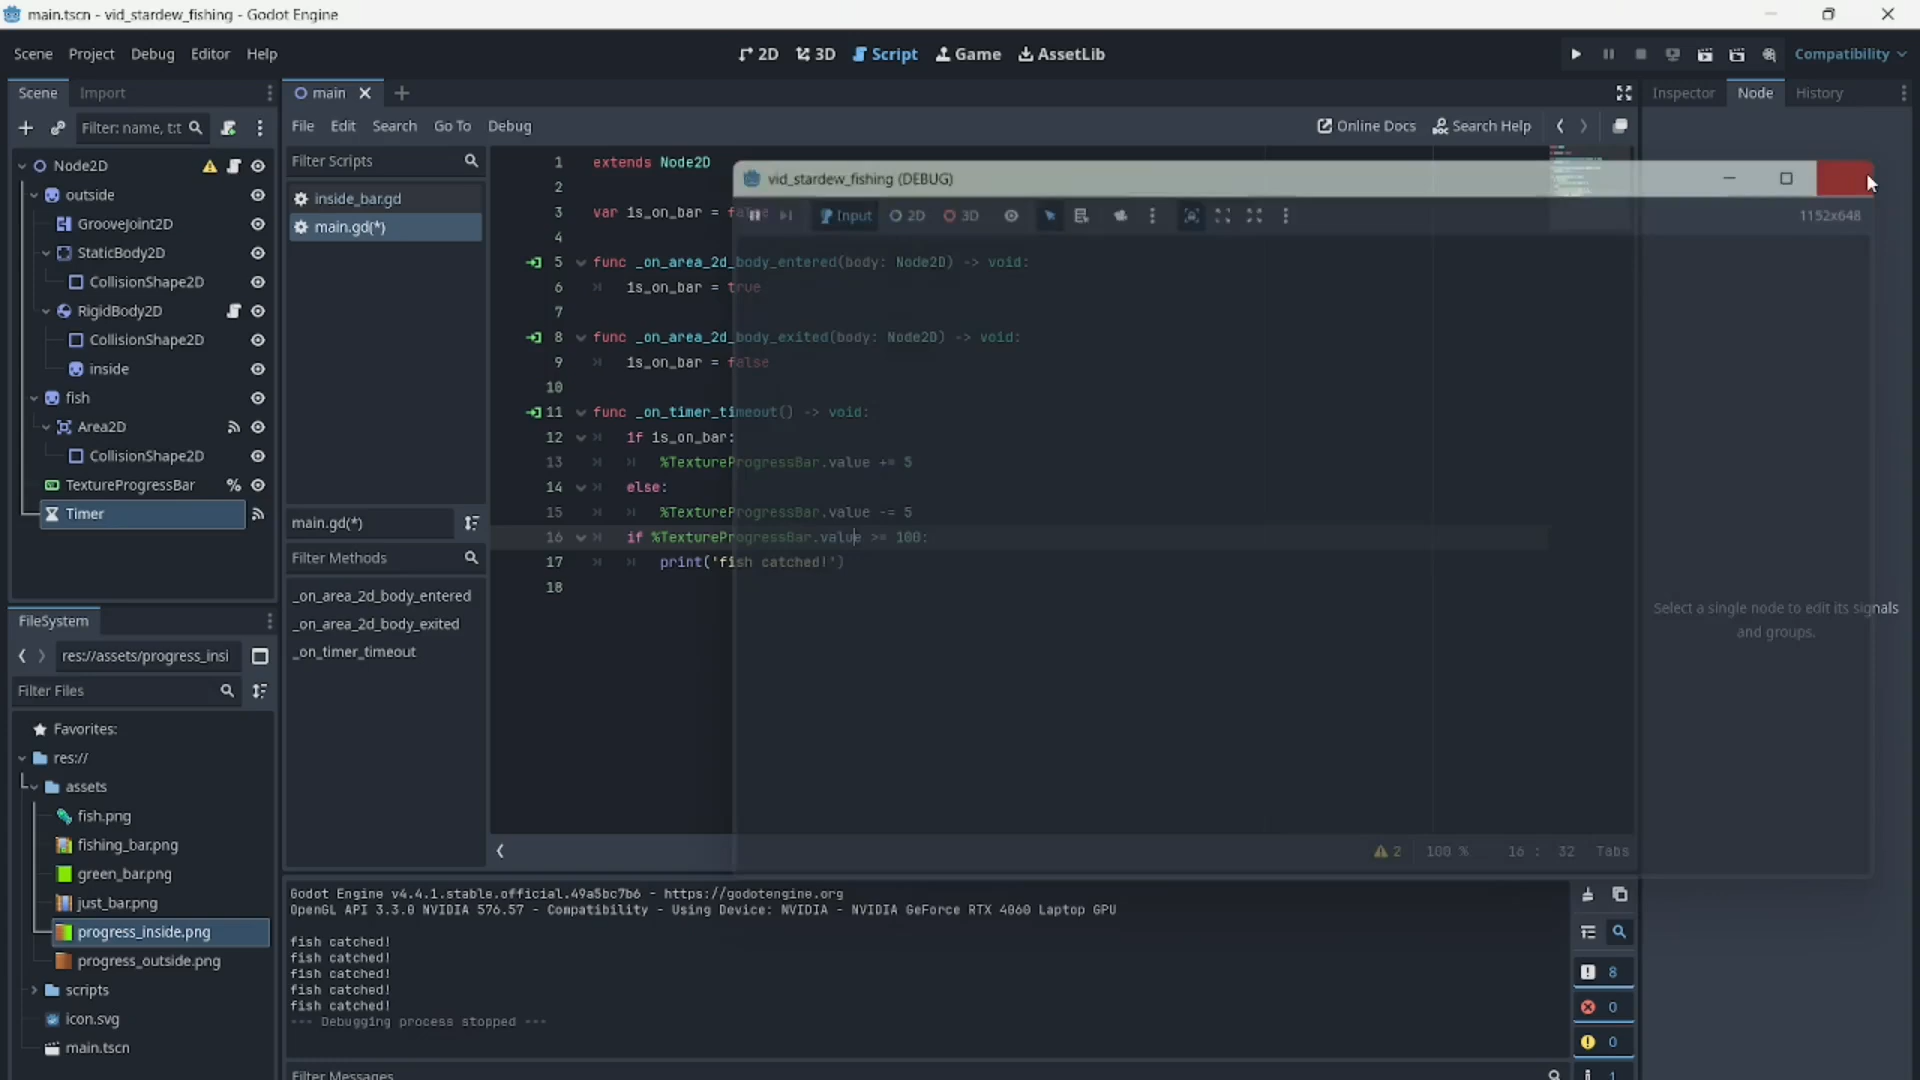 main.tscn - vid_stardew_fishing - Godot Engine
Scene Project Debug Editor Help
2D 3D Script Game AssetLib
Compatibility
Scene Import
main
Inspector Node History
Filter: name, t:t
File Edit Search Go To Debug
Online Docs Search Help
Node2D
outside
GrooveJoint2D
StaticBody2D
CollisionShape2D
RigidBody2D
CollisionShape2D
inside
fish
Area2D
CollisionShape2D
TextureProgressBar %
Timer
Filter Scripts
inside_bar.gd
main.gd(*)
main.gd(*)
Filter Methods
_on_area_2d_body_entered
_on_area_2d_body_exited
_on_timer_timeout
vid_stardew_fishing (DEBUG)
Input 2D 3D
1152x648
1 extends Node2D
2
3 var is_on_bar = false
4
5 func _on_area_2d_body_entered(body: Node2D) -> void:
6 is_on_bar = true
7
8 func _on_area_2d_body_exited(body: Node2D) -> void:
9 is_on_bar = false
10
11 func _on_timer_timeout() -> void:
12 if is_on_bar:
13 %TextureProgressBar.value += 5
14 else:
15 %TextureProgressBar.value -= 5
16 if %TextureProgressBar.value >= 100:
17 print('fish catched!')
18
2 100 % 16 : 32 Tabs
Select a single node to edit its signals
and groups.
FileSystem
res://assets/progress_insi
Filter Files
Favorites:
res://
assets
fish.png
fishing_bar.png
green_bar.png
just_bar.png
progress_inside.png
progress_outside.png
scripts
icon.svg
main.tscn
Godot Engine v4.4.1.stable.official.49a5bc7b6 - https://godotengine.org
OpenGL API 3.3.0 NVIDIA 576.57 - Compatibility - Using Device: NVIDIA - NVIDIA GeForce RTX 4060 Laptop GPU
fish catched!
fish catched!
fish catched!
fish catched!
fish catched!
--- Debugging process stopped ---
8
0
0
1
Filter Messages